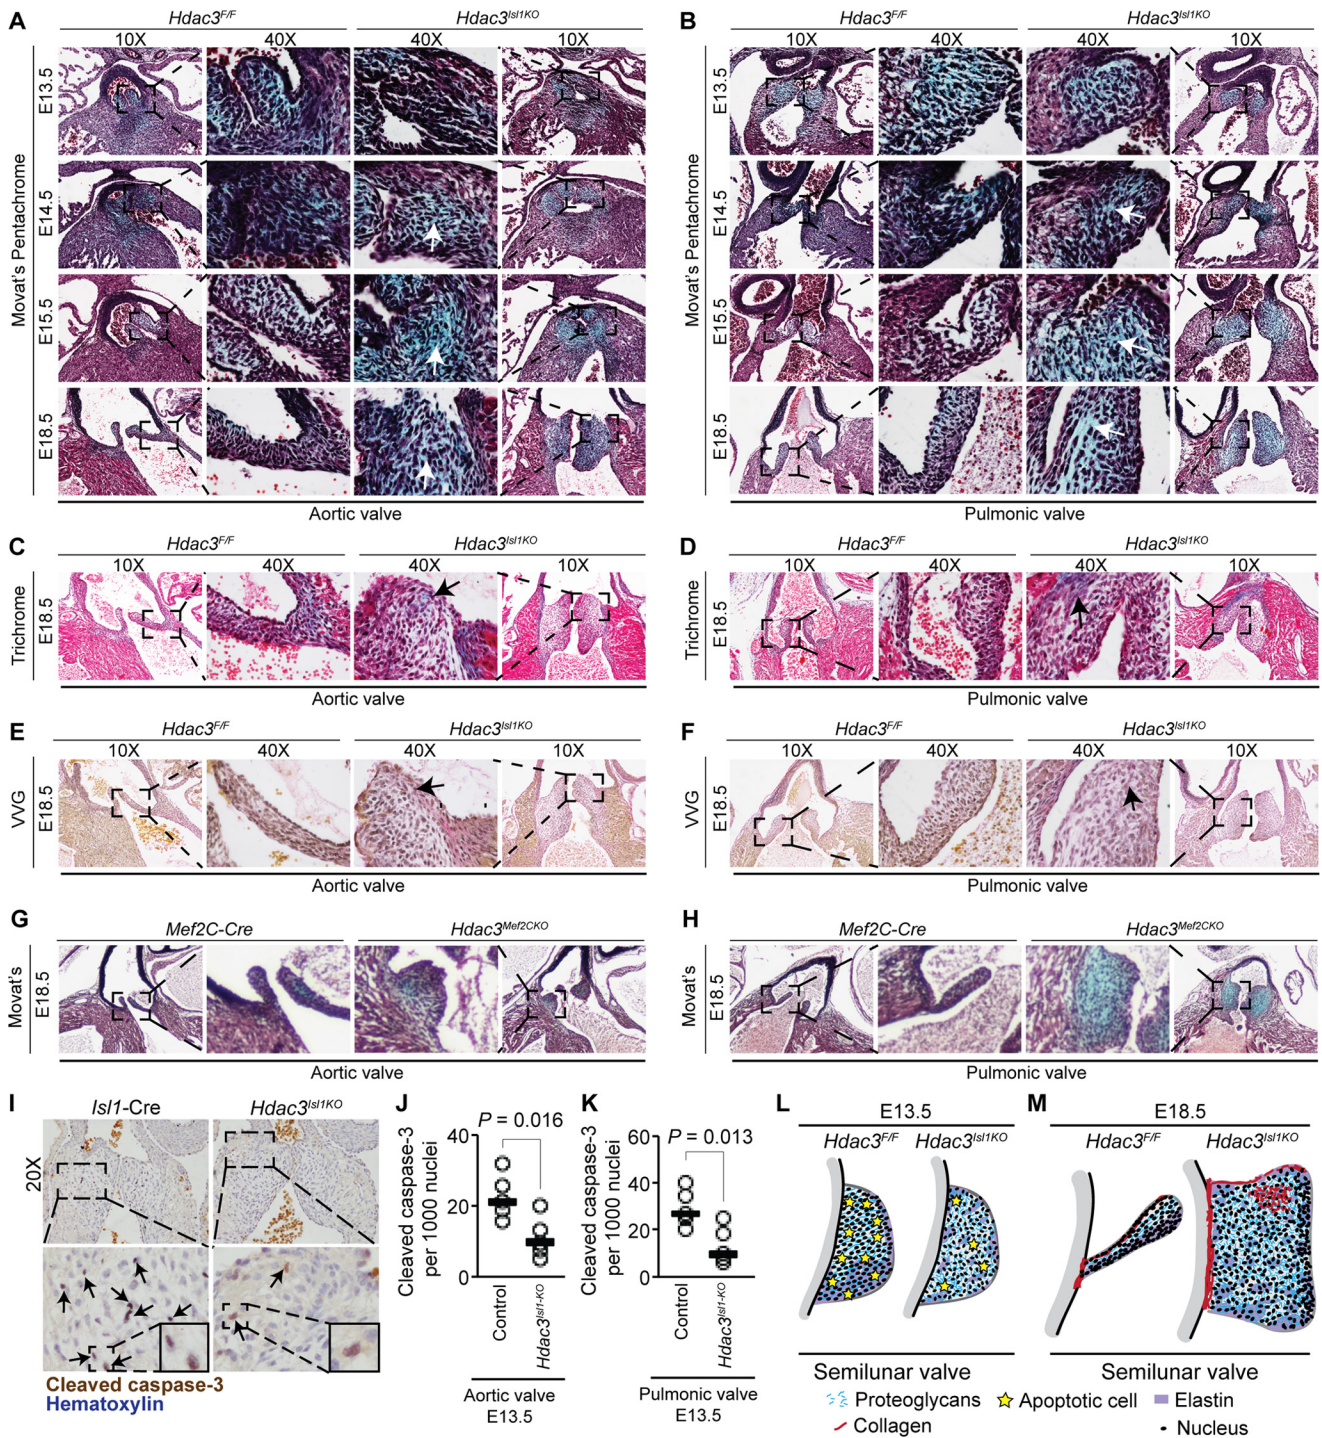 A
Hdac3F/F
Hdac3Isl1KO
10X
40X
40X
10X
Movat's Pentachrome
E13.5
E14.5
E15.5
E18.5
Aortic valve
B
Hdac3F/F
Hdac3Isl1KO
10X
40X
40X
10X
Movat's Pentachrome
E13.5
E14.5
E15.5
E18.5
Pulmonic valve
C
Hdac3F/F
Hdac3Isl1KO
10X
40X
40X
10X
Trichrome
E18.5
Aortic valve
D
Hdac3F/F
Hdac3Isl1KO
10X
40X
40X
10X
Trichrome
E18.5
Pulmonic valve
E
Hdac3F/F
Hdac3Isl1KO
10X
40X
40X
10X
VVG
E18.5
Aortic valve
F
Hdac3F/F
Hdac3Isl1KO
10X
40X
40X
10X
VVG
E18.5
Pulmonic valve
G
Mef2C-Cre
Hdac3Mef2CKO
Movat's
E18.5
Aortic valve
H
Mef2C-Cre
Hdac3Mef2CKO
Movat's
E18.5
Pulmonic valve
I
Isl1-Cre
Hdac3Isl1KO
20X
Cleaved caspase-3
Hematoxylin
J
P = 0.016
Cleaved caspase-3
per 1000 nuclei
40
20
0
Control
Hdac3Isl1-KO
Aortic valve
E13.5
K
P = 0.013
Cleaved caspase-3
per 1000 nuclei
60
40
20
0
Control
Hdac3Isl1-KO
Pulmonic valve
E13.5
L
E13.5
Hdac3F/F
Hdac3Isl1KO
Semilunar valve
M
E18.5
Hdac3F/F
Hdac3Isl1KO
Semilunar valve
Proteoglycans
Apoptotic cell
Elastin
Collagen
Nucleus